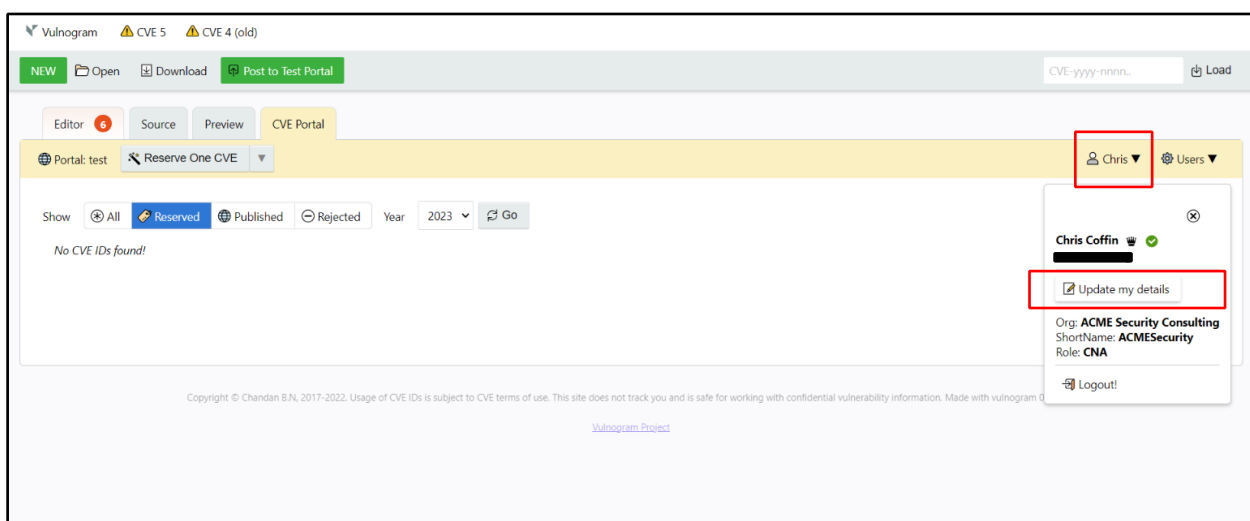 Vulnogram CVE 5 CVE 4 (old)
NEW Open Download Post to Test Portal CVE-yyyy-nnnn.. Load
Editor 6 Source Preview CVE Portal
Portal: test Reserve One CVE ▼ Chris ▼ Users ▼
Show All Reserved Published Rejected Year 2023 Go
No CVE IDs found!
Chris Coffin
Update my details
Org: ACME Security Consulting
ShortName: ACMESecurity
Role: CNA
Logout!
Copyright © Chandan B.N, 2017-2022. Usage of CVE IDs is subject to CVE terms of use. This site does not track you and is safe for working with confidential vulnerability information. Made with vulnogram 0
Vulnogram Project